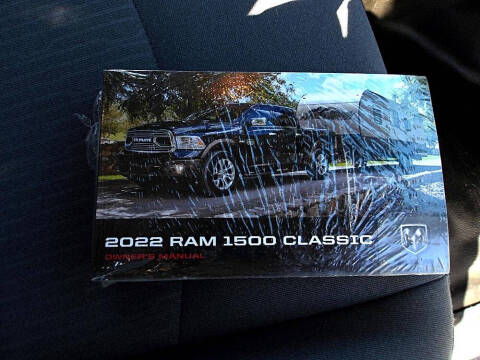 2022 RAM 1500 CLASSIC
OWNER'S MANUAL